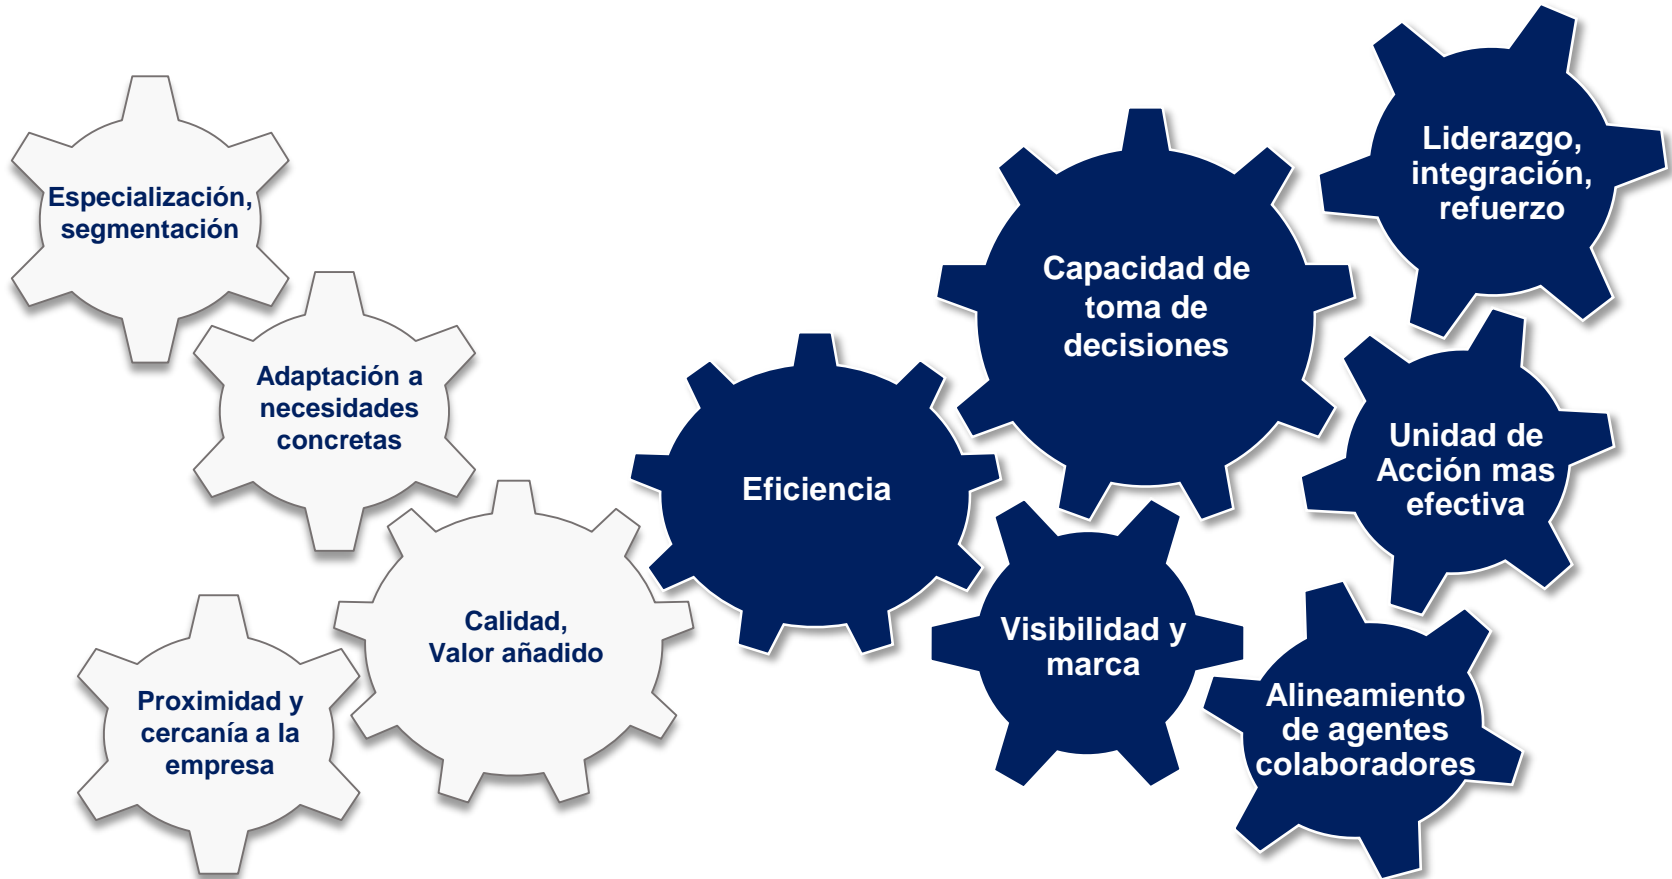 Especialización,
segmentación
Adaptación a
necesidades
concretas
Calidad,
Valor añadido
Proximidad y
cercanía a la
empresa
Eficiencia
Capacidad de
toma de
decisiones
Visibilidad y
marca
Liderazgo,
integración,
refuerzo
Unidad de
Acción mas
efectiva
Alineamiento
de agentes
colaboradores